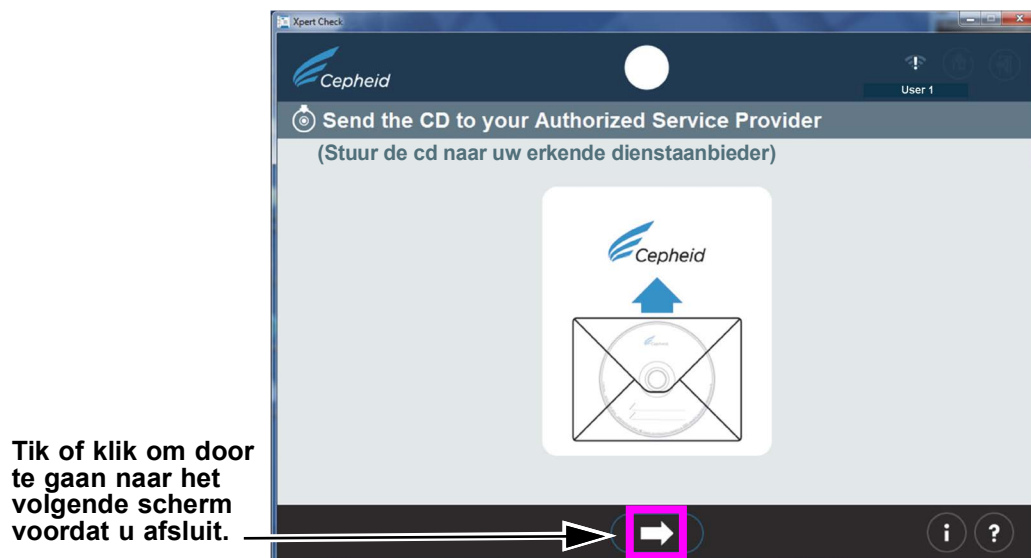 Xpert Check
Cepheid
User 1
Send the CD to your Authorized Service Provider
(Stuur de cd naar uw erkende dienstaanbieder)
Cepheid
Cepheid
Tik of klik om door
te gaan naar het
volgende scherm
voordat u afsluit.
i
?